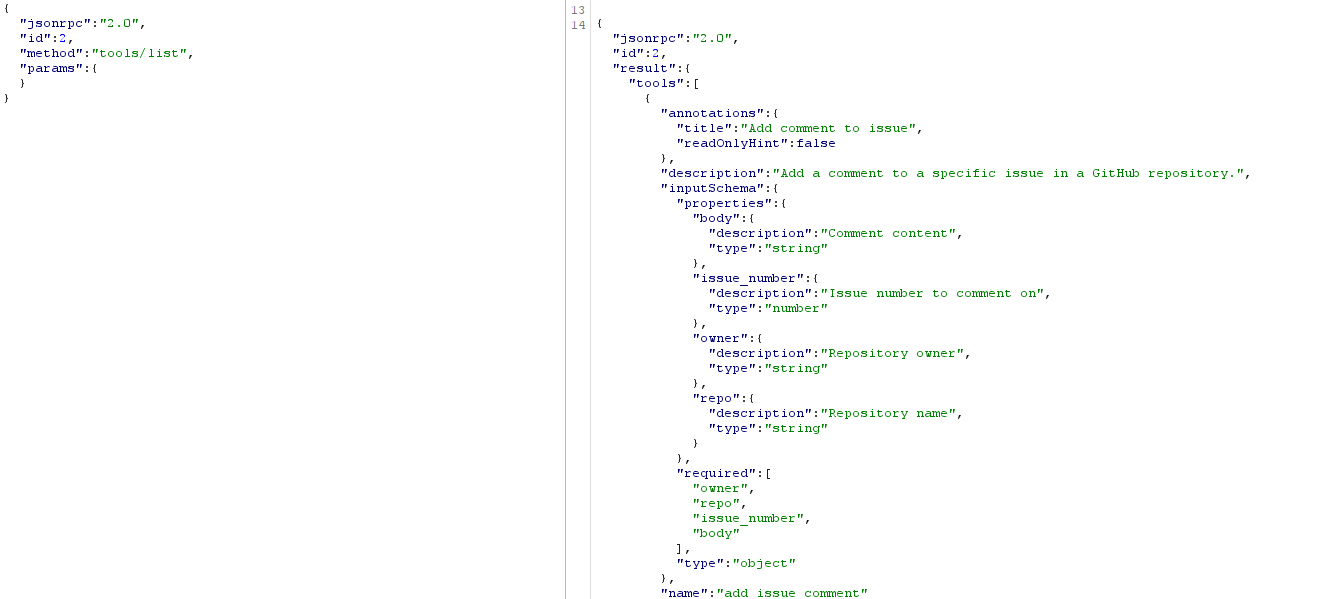 {
  "jsonrpc":"2.0",
  "id":2,
  "method":"tools/list",
  "params":{
  }
}
13
14 {
  "jsonrpc":"2.0",
  "id":2,
  "result":{
    "tools":[
      {
        "annotations":{
          "title":"Add comment to issue",
          "readOnlyHint":false
        },
        "description":"Add a comment to a specific issue in a GitHub repository.",
        "inputSchema":{
          "properties":{
            "body":{
              "description":"Comment content",
              "type":"string"
            },
            "issue_number":{
              "description":"Issue number to comment on",
              "type":"number"
            },
            "owner":{
              "description":"Repository owner",
              "type":"string"
            },
            "repo":{
              "description":"Repository name",
              "type":"string"
            }
          },
          "required":[
            "owner",
            "repo",
            "issue_number",
            "body"
          ],
          "type":"object"
        },
        "name":"add_issue_comment"